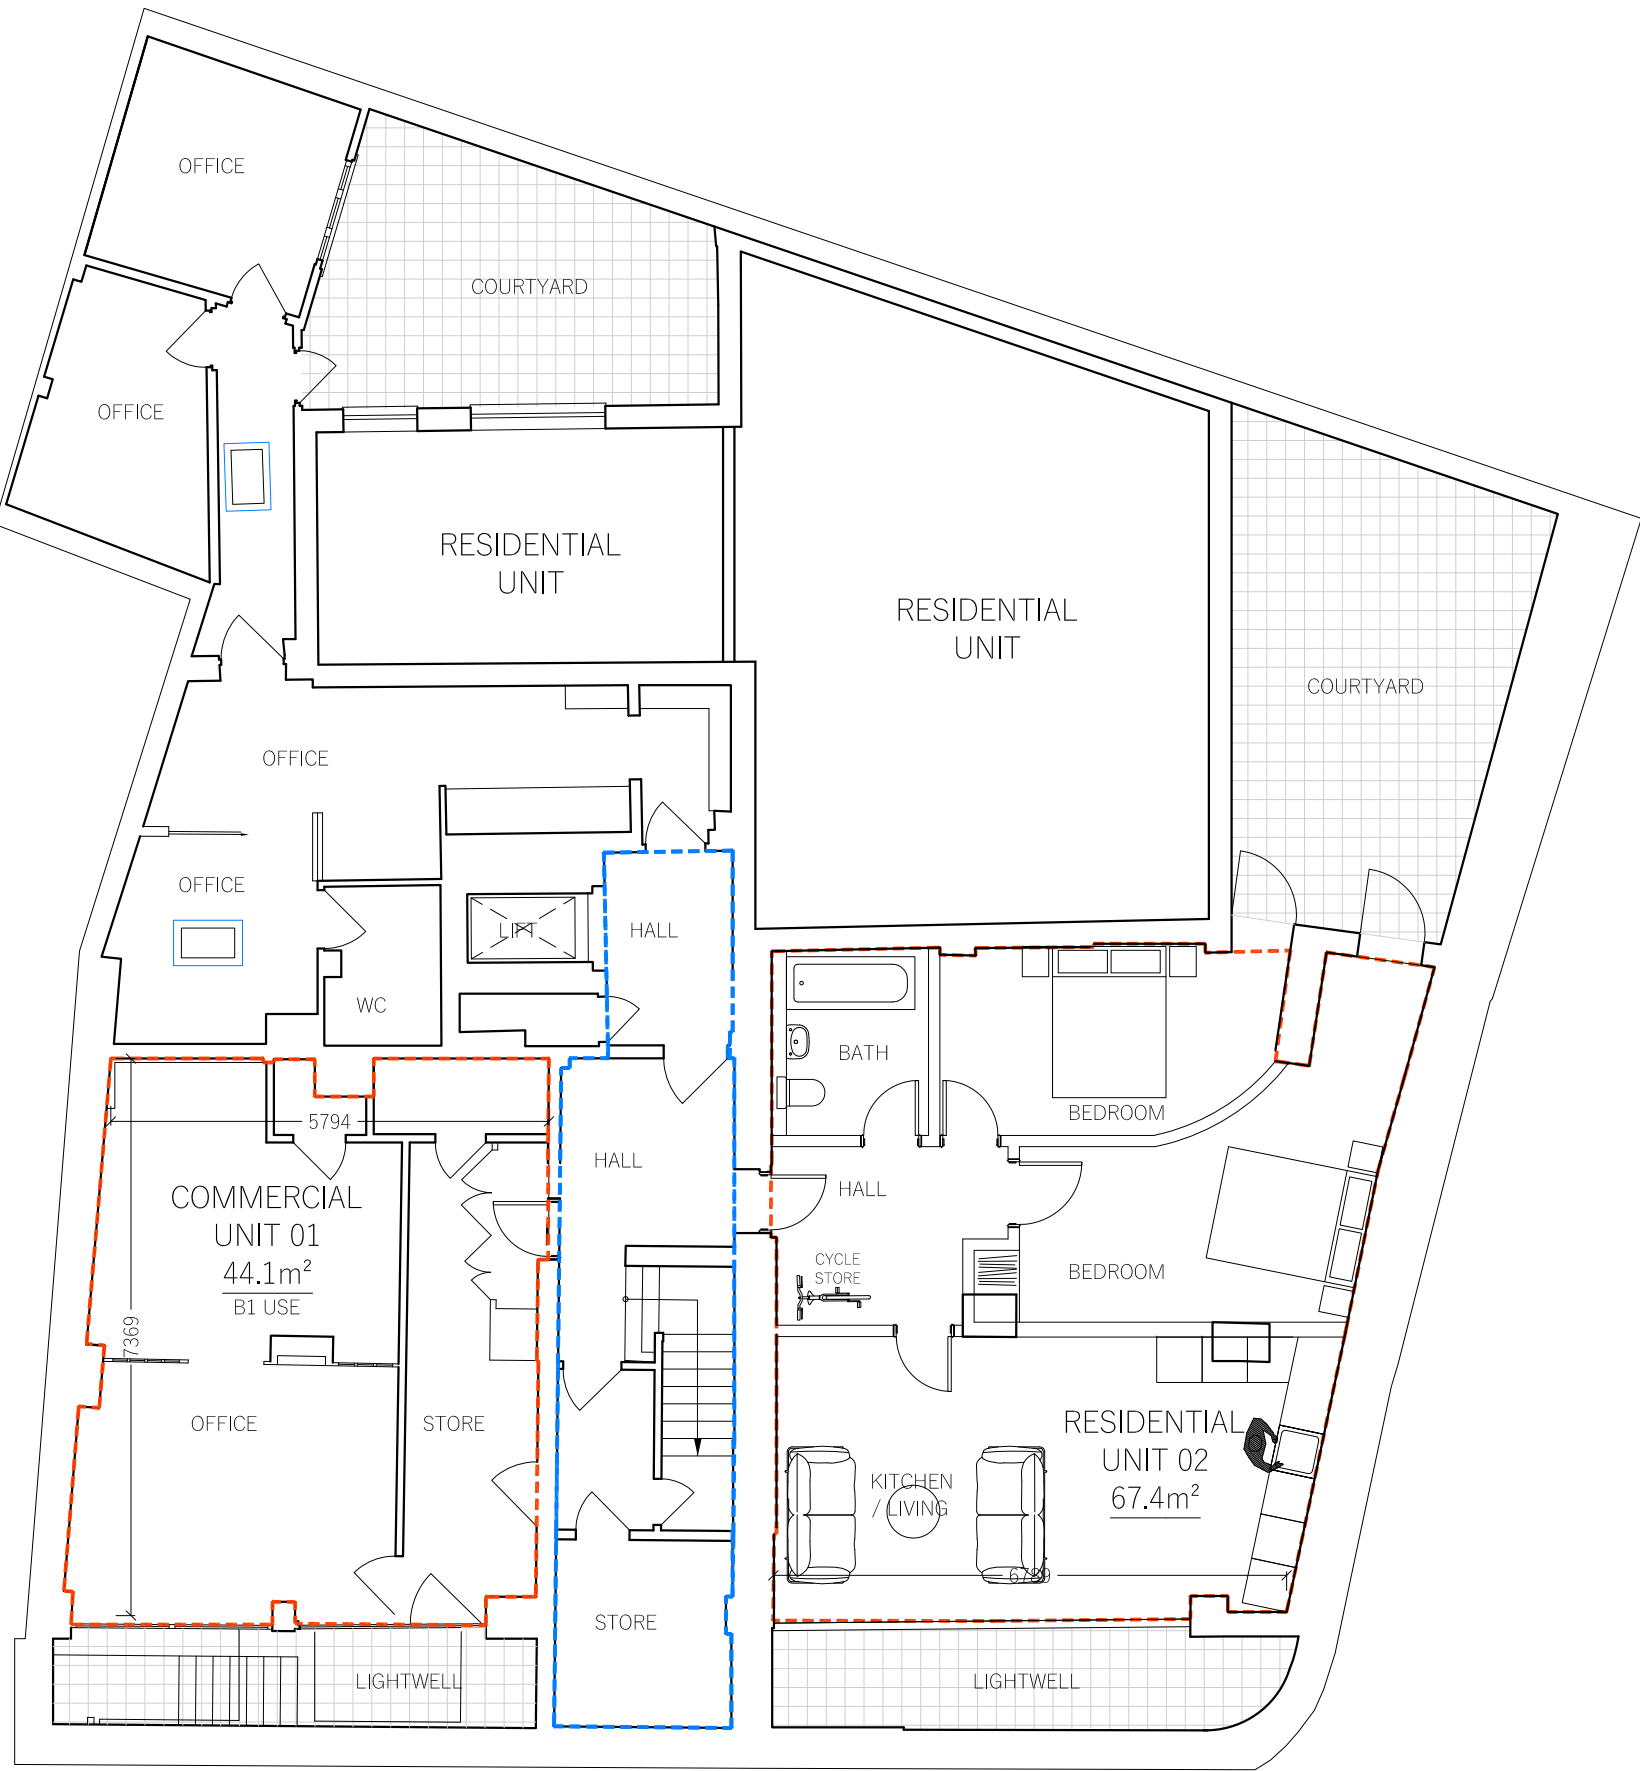 OFFICE
COURTYARD
OFFICE
RESIDENTIAL
UNIT
RESIDENTIAL
UNIT
COURTYARD
OFFICE
OFFICE
LIFT
HALL
WC
BATH
BEDROOM
5794
HALL
HALL
COMMERCIAL
UNIT 01
44.1m²
B1 USE
CYCLE
STORE
BEDROOM
7369
OFFICE
STORE
RESIDENTIAL
UNIT 02
67.4m²
KITCHEN
/ LIVING
6789
STORE
LIGHTWELL
LIGHTWELL